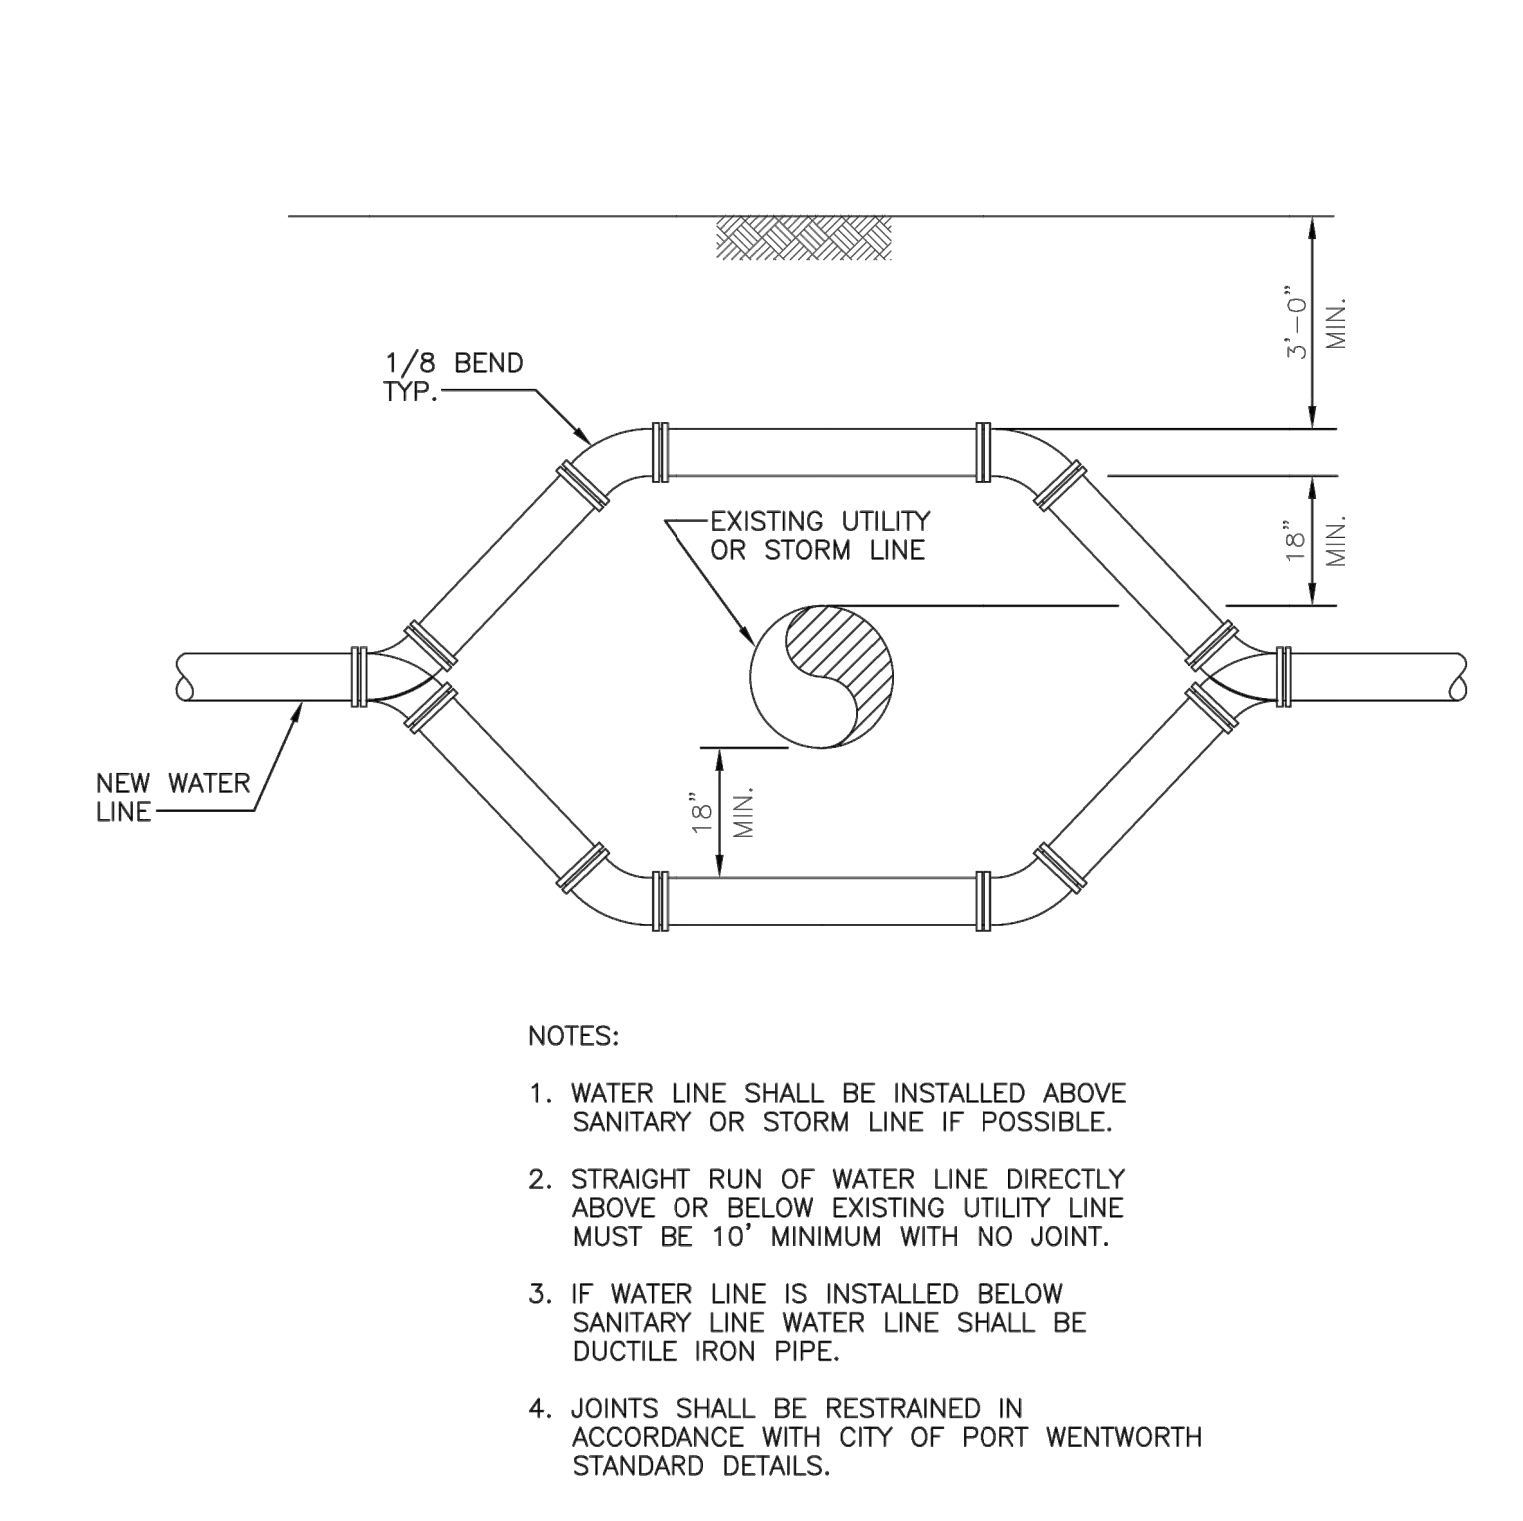 3'-0"
MIN.
1/8 BEND
TYP.
EXISTING UTILITY
OR STORM LINE
18"
MIN.
NEW WATER
LINE
18"
MIN.
NOTES:
1. WATER LINE SHALL BE INSTALLED ABOVE
SANITARY OR STORM LINE IF POSSIBLE.
2. STRAIGHT RUN OF WATER LINE DIRECTLY
ABOVE OR BELOW EXISTING UTILITY LINE
MUST BE 10' MINIMUM WITH NO JOINT.
3. IF WATER LINE IS INSTALLED BELOW
SANITARY LINE WATER LINE SHALL BE
DUCTILE IRON PIPE.
4. JOINTS SHALL BE RESTRAINED IN
ACCORDANCE WITH CITY OF PORT WENTWORTH
STANDARD DETAILS.